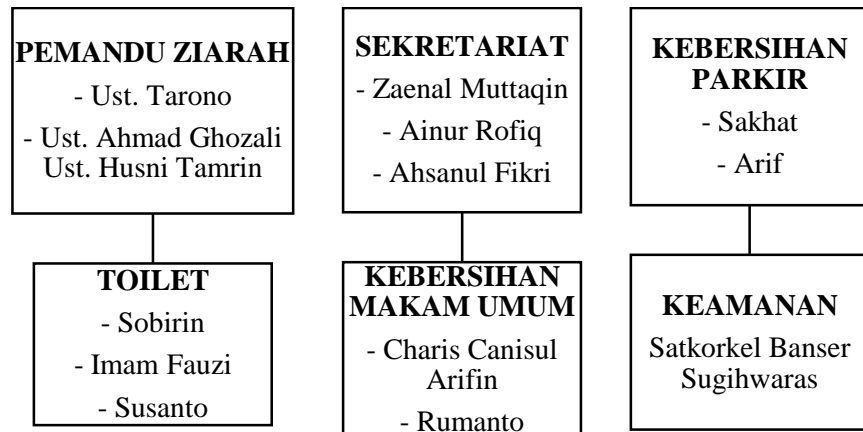 PEMANDU ZIARAH
- Ust. Tarono
- Ust. Ahmad Ghozali
Ust. Husni Tamrin
SEKRETARIAT
- Zaenal Muttaqin
- Ainur Rofiq
- Ahsanul Fikri
KEBERSIHAN
PARKIR
- Sakhat
- Arif
TOILET
- Sobirin
- Imam Fauzi
- Susanto
KEBERSIHAN
MAKAM UMUM
- Charis Canisul
Arifin
- Rumanto
KEAMANAN
Satkorkel Banser
Sugihwaras